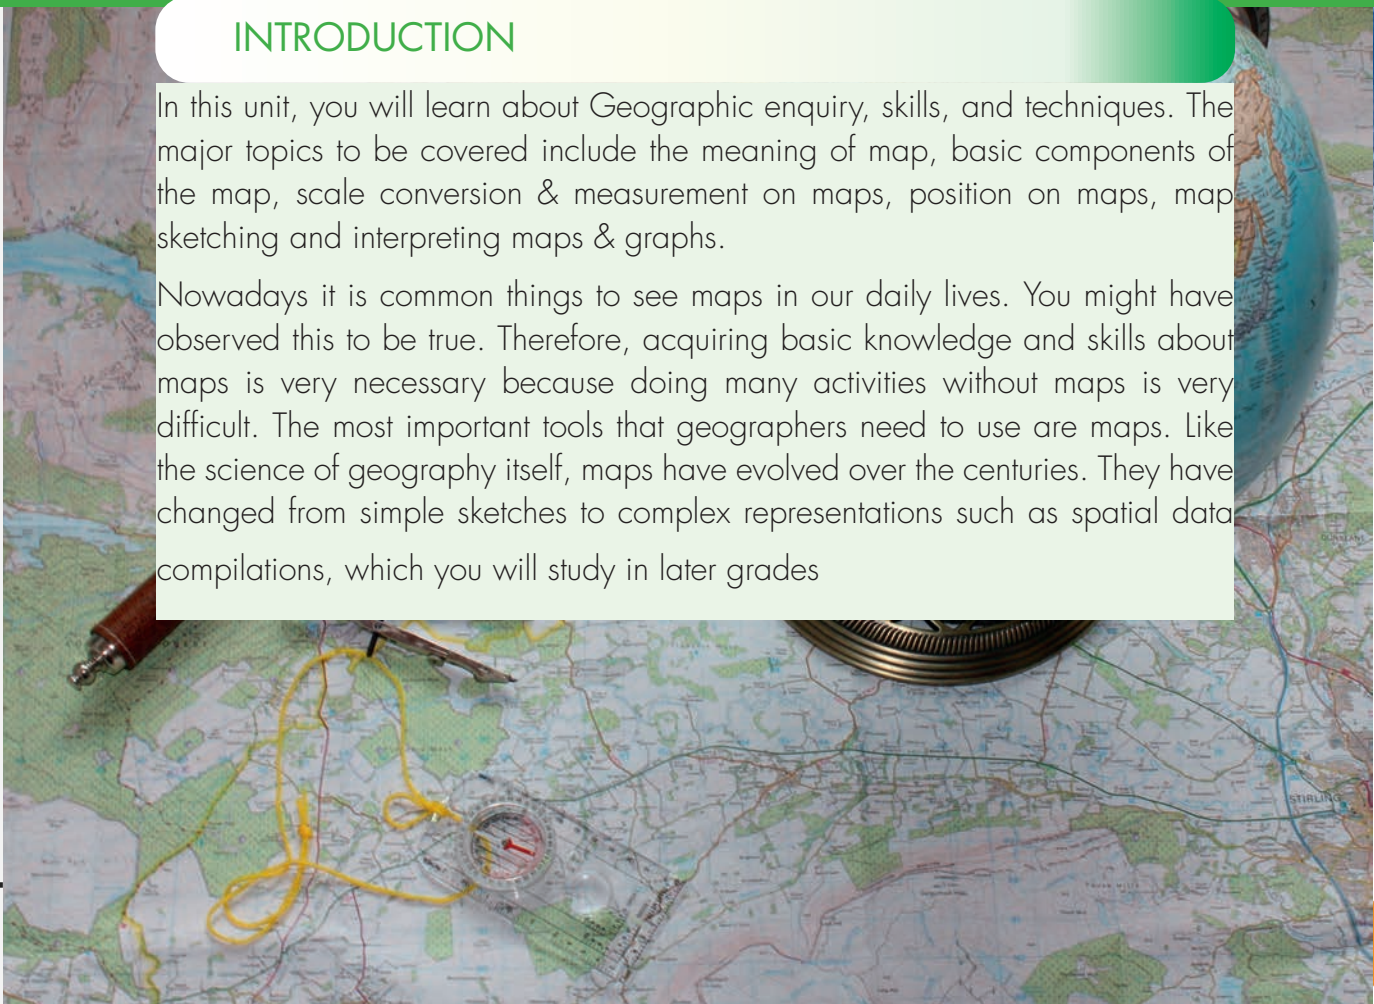 INTRODUCTION
In this unit, you will learn about Geographic enquiry, skills, and techniques. The
major topics to be covered include the meaning of map, basic components of
the map, scale conversion & measurement on maps, position on maps, map
sketching and interpreting maps & graphs.
Nowadays it is common things to see maps in our daily lives. You might have
observed this to be true. Therefore, acquiring basic knowledge and skills about
maps is very necessary because doing many activities without maps is very
difficult. The most important tools that geographers need to use are maps. Like
the science of geography itself, maps have evolved over the centuries. They have
changed from simple sketches to complex representations such as spatial data
compilations, which you will study in later grades
STIRLING